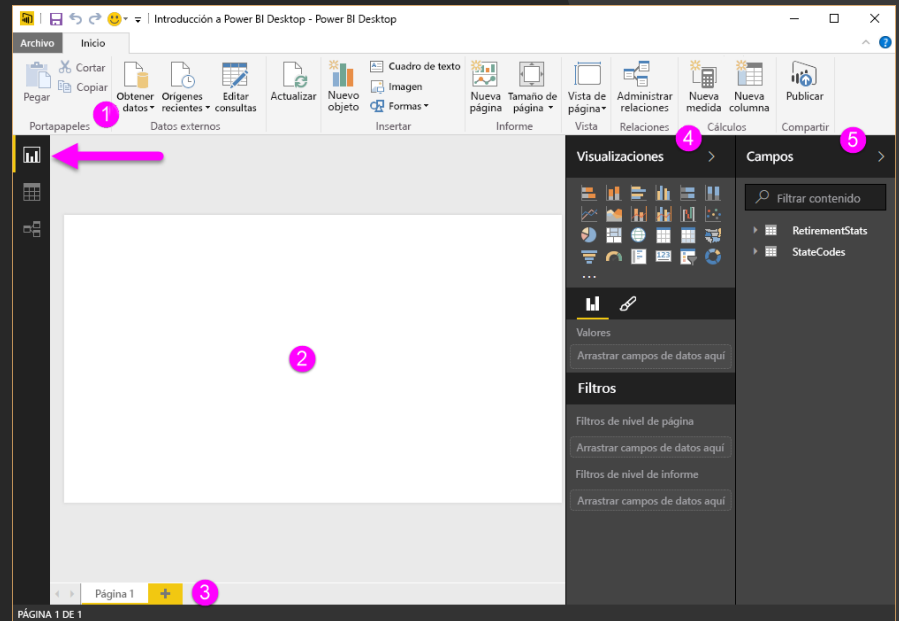 Introducción a Power BI Desktop - Power BI Desktop
Archivo
Inicio
Pegar
Cortar
Copiar
Obtener datos
Orígenes recientes
Editar consultas
Actualizar
Nuevo objeto
Cuadro de texto
Imagen
Formas
Nueva página
Tamaño de página
Vista de página
Administrar relaciones
Nueva medida
Nueva columna
Publicar
Portapapeles
1
Datos externos
Insertar
Informe
Vista
Relaciones
Cálculos
Compartir
4
5
Visualizaciones
Campos
Filtrar contenido
RetirementStats
StateCodes
123
...
Valores
Arrastrar campos de datos aquí
Filtros
Filtros de nivel de página
Arrastrar campos de datos aquí
Filtros de nivel de informe
Arrastrar campos de datos aquí
2
Página 1
+
3
PÁGINA 1 DE 1